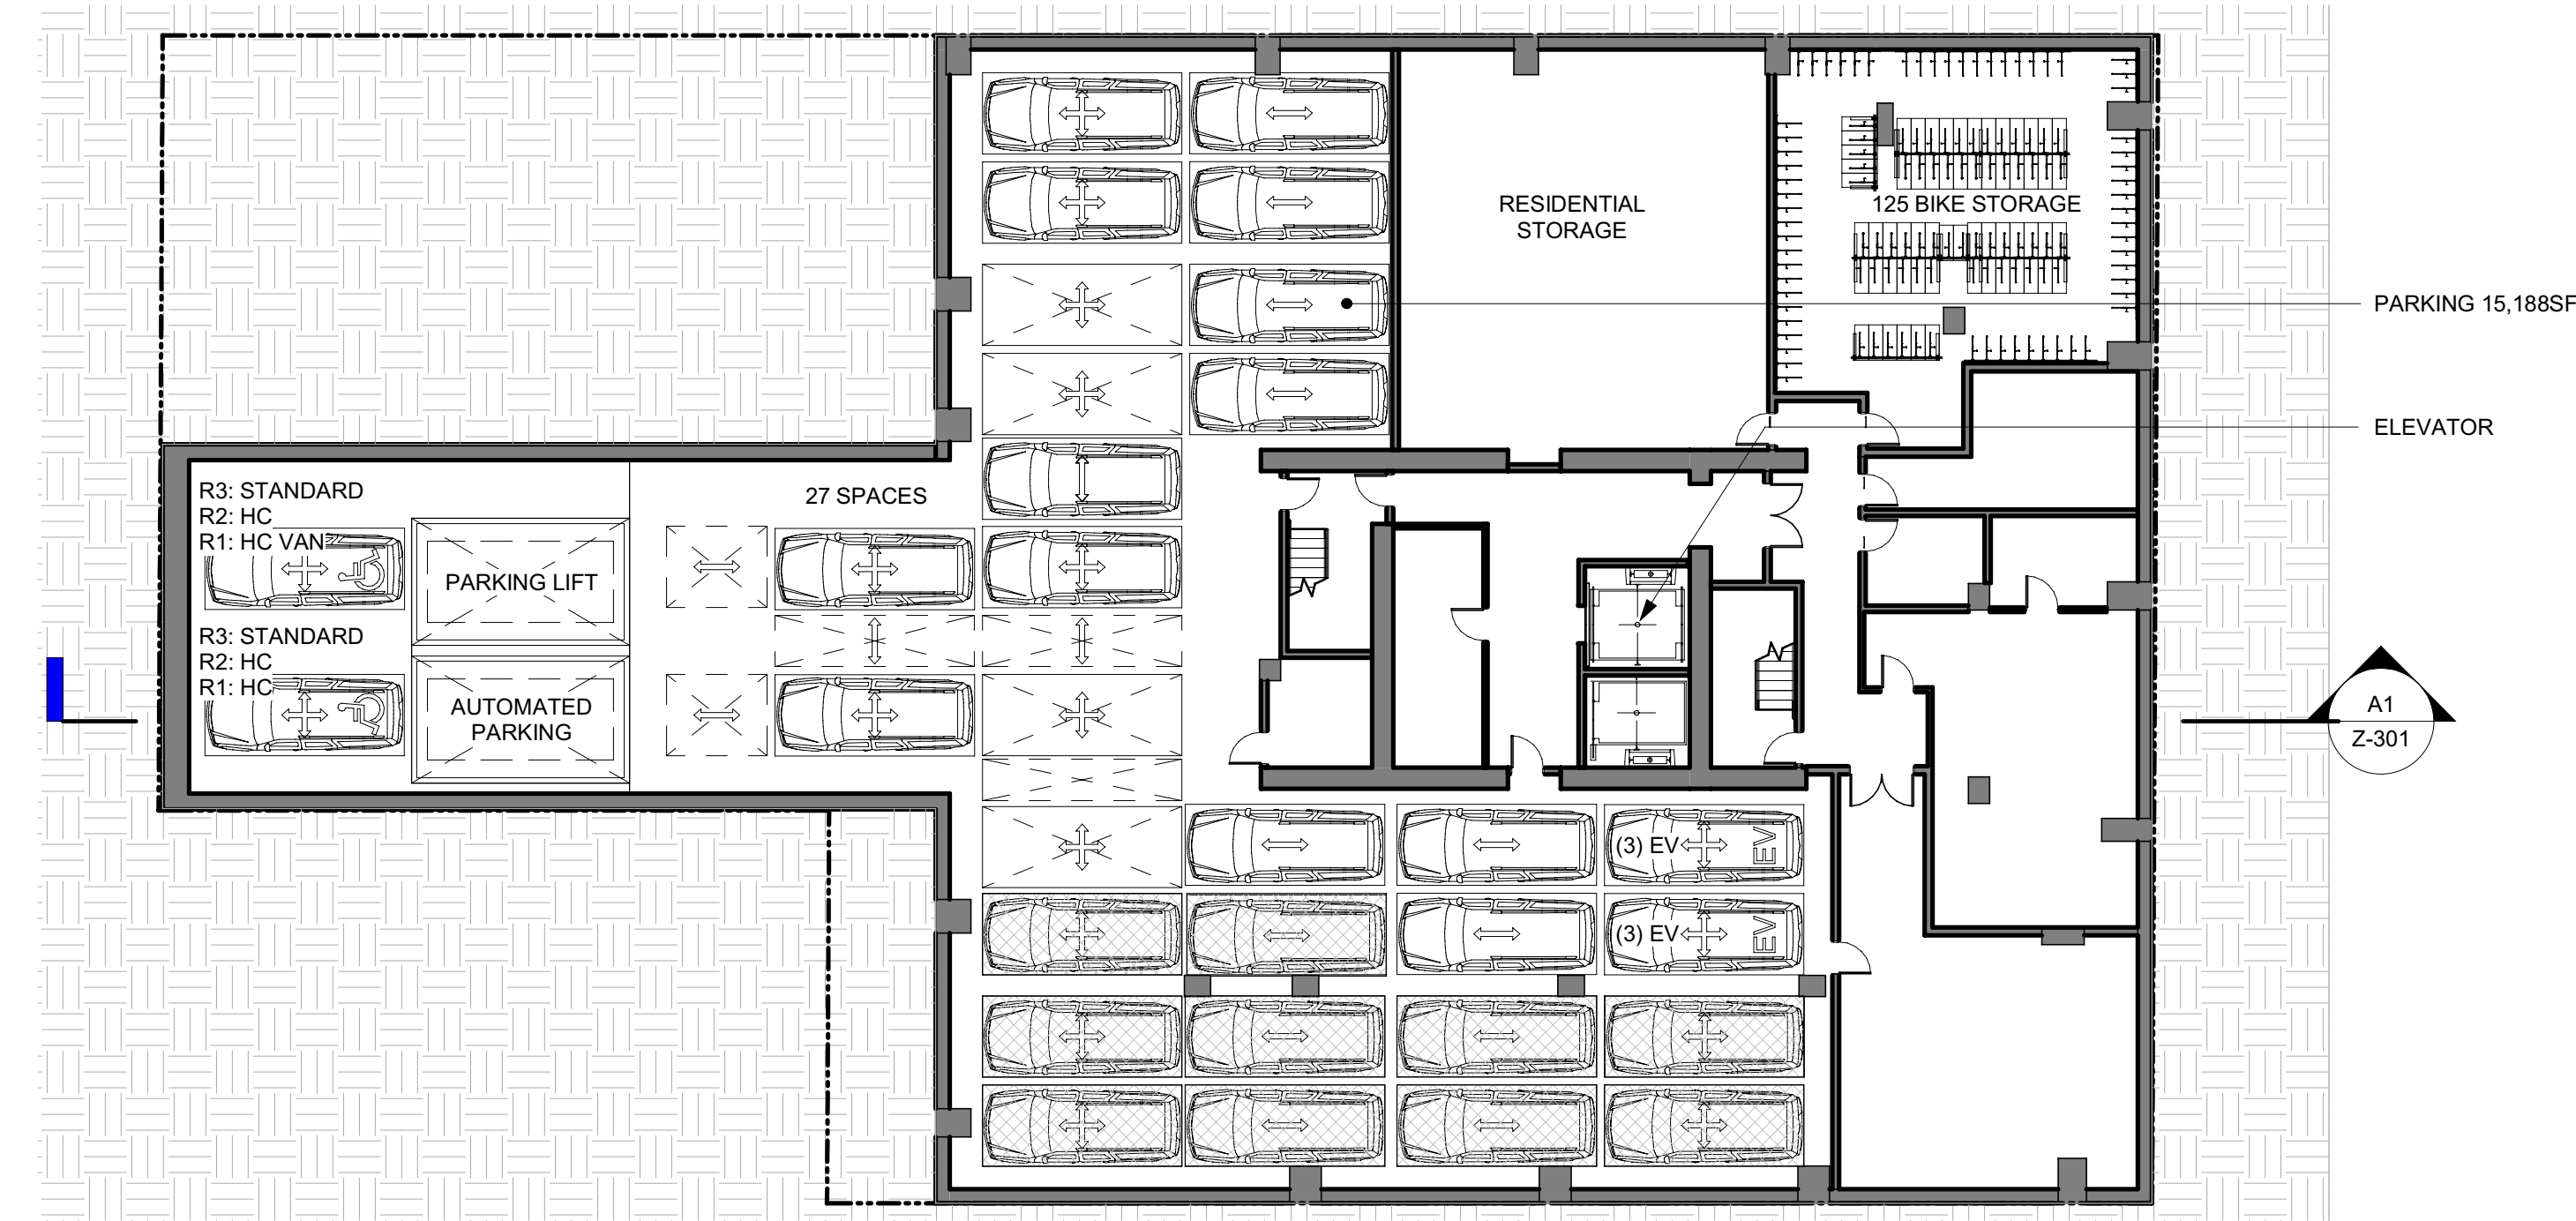 RESIDENTIAL
STORAGE
125 BIKE STORAGE
PARKING 15,188SF
ELEVATOR
R3: STANDARD
R2: HC
R1: HC VAN
27 SPACES
PARKING LIFT
R3: STANDARD
R2: HC
R1: HC
AUTOMATED
PARKING
A1
Z-301
(3) EV
EV
(3) EV
EV